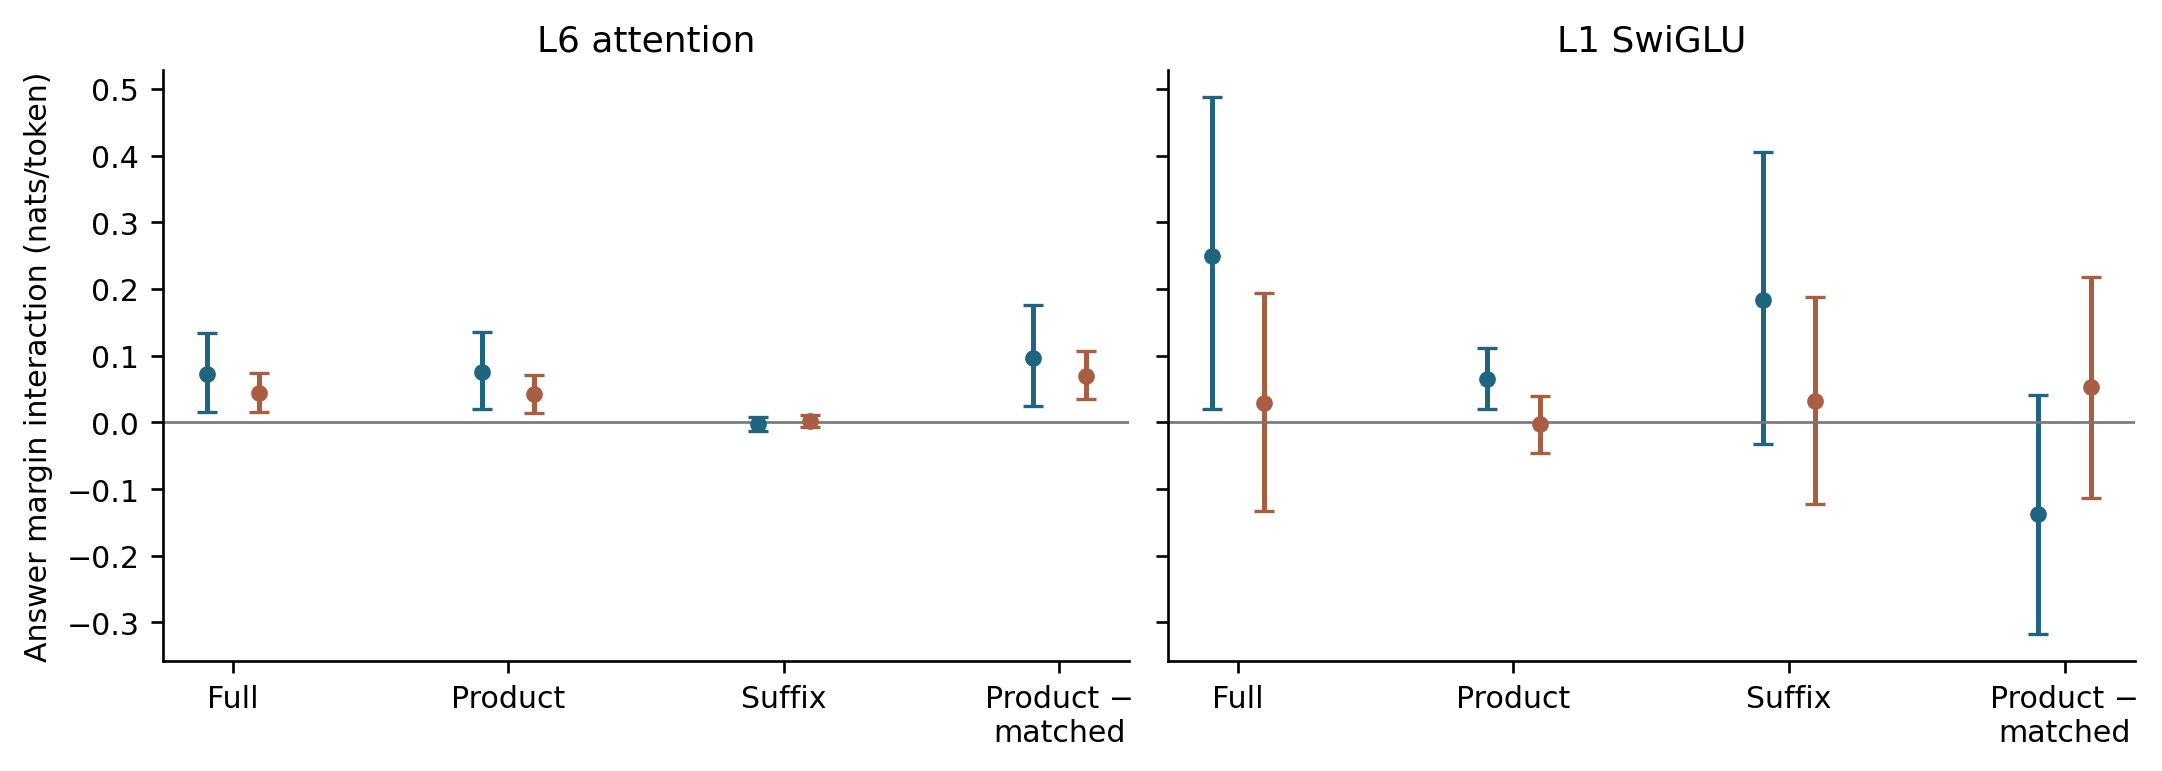 L6 attention
L1 SwiGLU
Answer margin interaction (nats/token)
0.5
0.4
0.3
0.2
0.1
0.0
−0.1
−0.2
−0.3
Full
Product
Suffix
Product −
matched
Full
Product
Suffix
Product −
matched